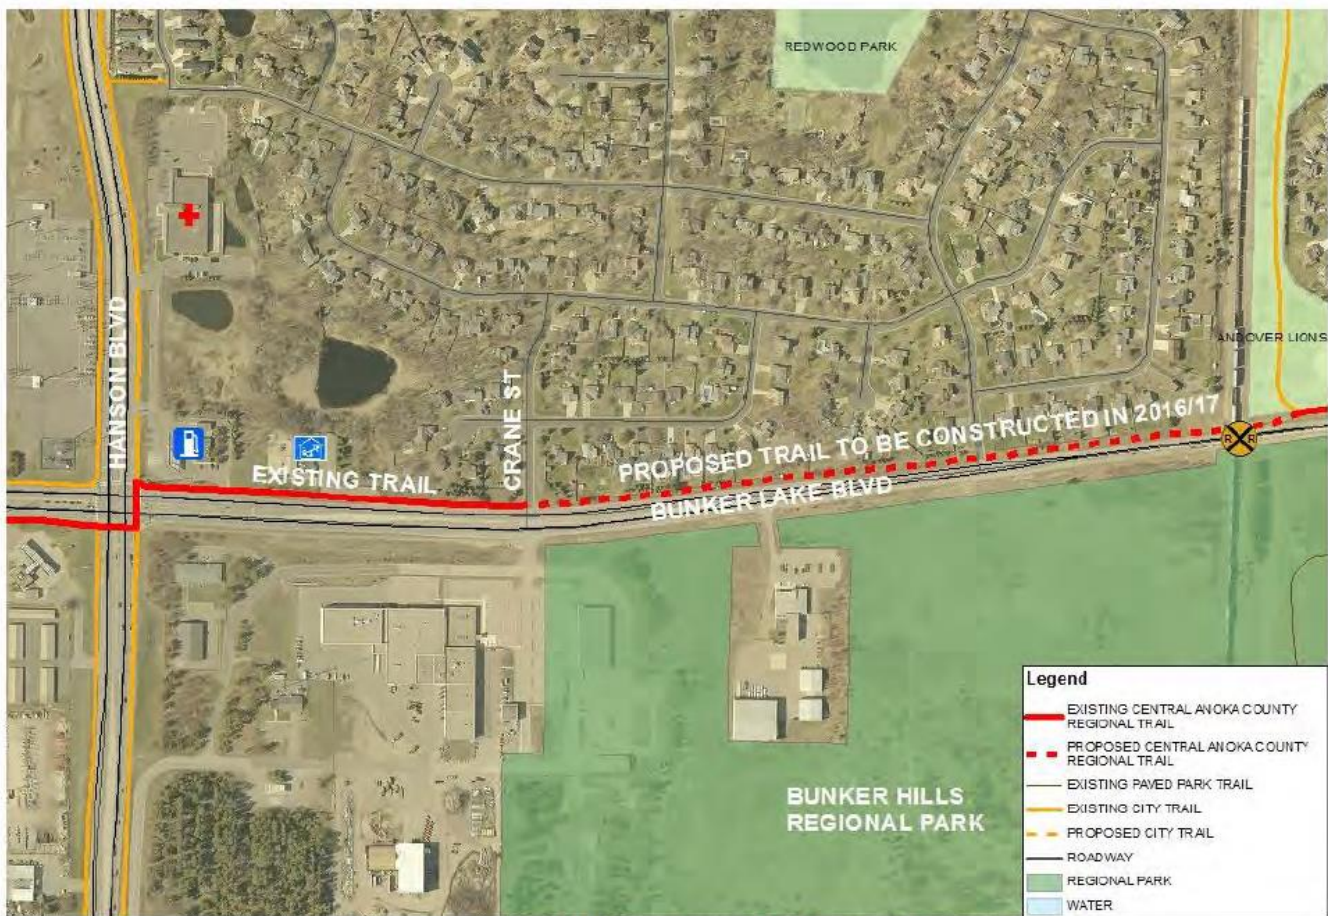 REDWOOD PARK
HANSON BLVD
ANDOVER LIONS
CRANE ST
EXISTING TRAIL
PROPOSED TRAIL TO BE CONSTRUCTED IN 2016/17
BUNKER LAKE BLVD
R R
BUNKER HILLS
REGIONAL PARK
Legend
EXISTING CENTRAL ANOKA COUNTY
REGIONAL TRAIL
PROPOSED CENTRAL ANOKA COUNTY
REGIONAL TRAIL
EXISTING PAVED PARK TRAIL
EXISTING CITY TRAIL
PROPOSED CITY TRAIL
ROADWAY
REGIONAL PARK
WATER